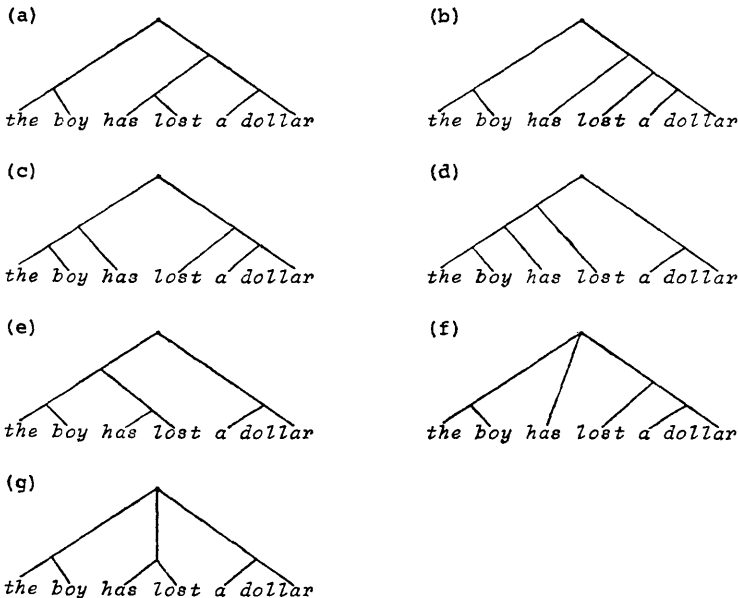 (a) (b)
the boy has lost a dollar the boy has lost a dollar
(c) (d)
the boy has lost a dollar the boy has lost a dollar
(e) (f)
the boy has lost a dollar the boy has lost a dollar
(g)
the boy has lost a dollar